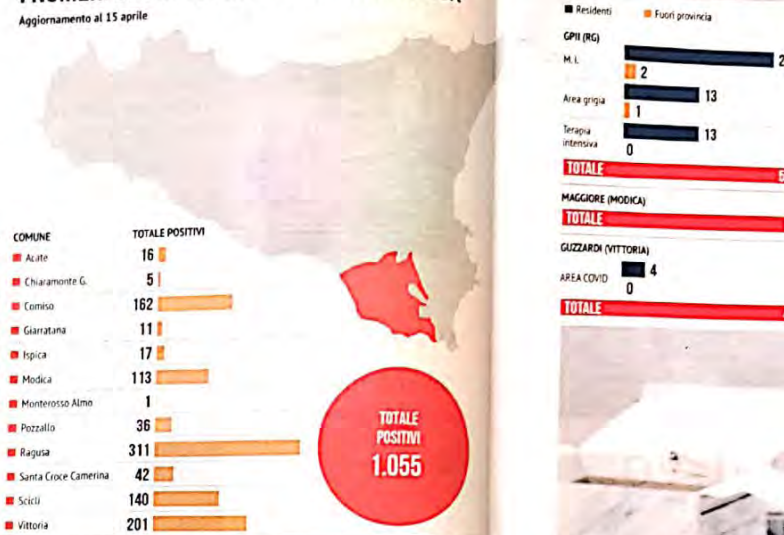 Aggiornamento al 15 aprile
COMUNE TOTALE POSITIVI
Acate 16
Chiaramonte G. 5
Comiso 162
Giarratana 11
Ispica 17
Modica 113
Monterosso Almo 1
Pozzallo 36
Ragusa 311
Santa Croce Camerina 42
Scicli 140
Vittoria 201
TOTALE
POSITIVI
1.055
Residenti Fuori provincia
GPII (RG)
M. I.
2
Area grigia 13
1
Terapia
intensiva
13
0
TOTALE
MAGGIORE (MODICA)
TOTALE
GUZZARDI (VITTORIA)
AREA COVID 4
0
TOTALE